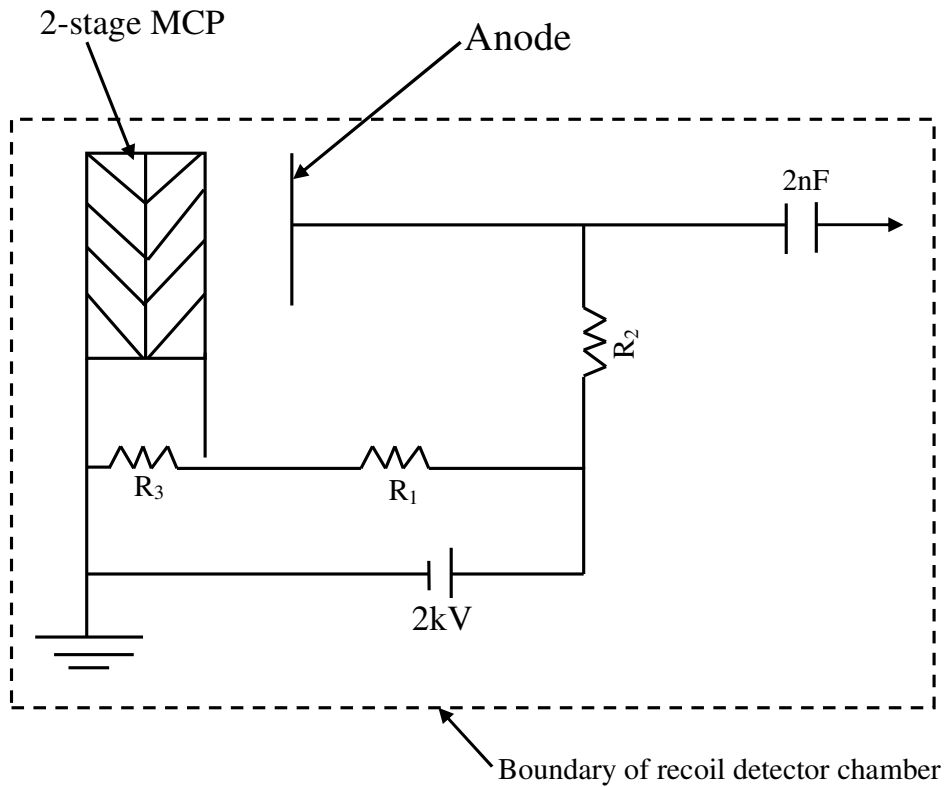 2-stage MCP
Anode
2nF
R₂
R₃
R₁
2kV
Boundary of recoil detector chamber